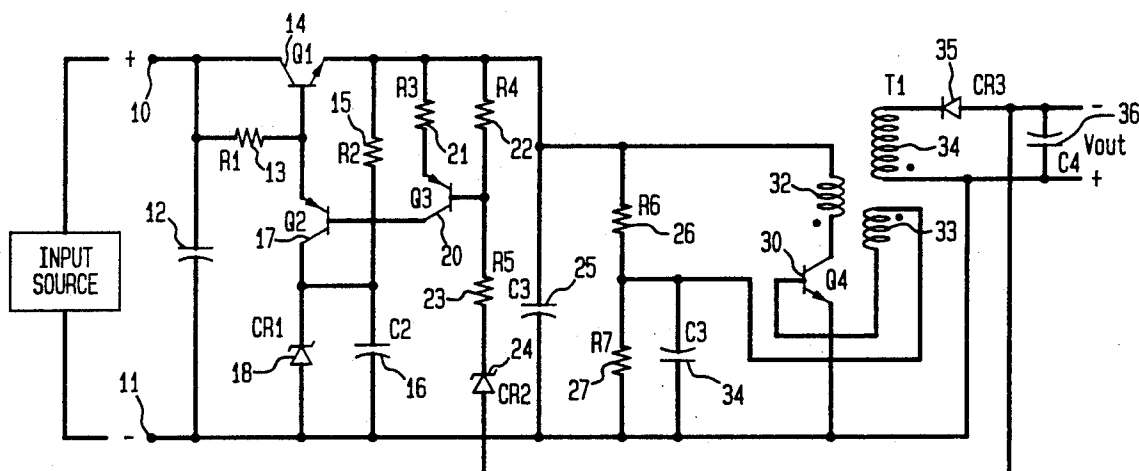 14
Q1
+
10
15
R3
R4
R1
13
R2
21
22
Q3
12
Q2
17
20
R5
23
INPUT
SOURCE
CR1
18
C2
16
24
CR2
C3
25
11
-
R6
26
R7
27
C3
34
32
30
Q4
33
T1
34
35
CR3
-
36
Vout
C4
+